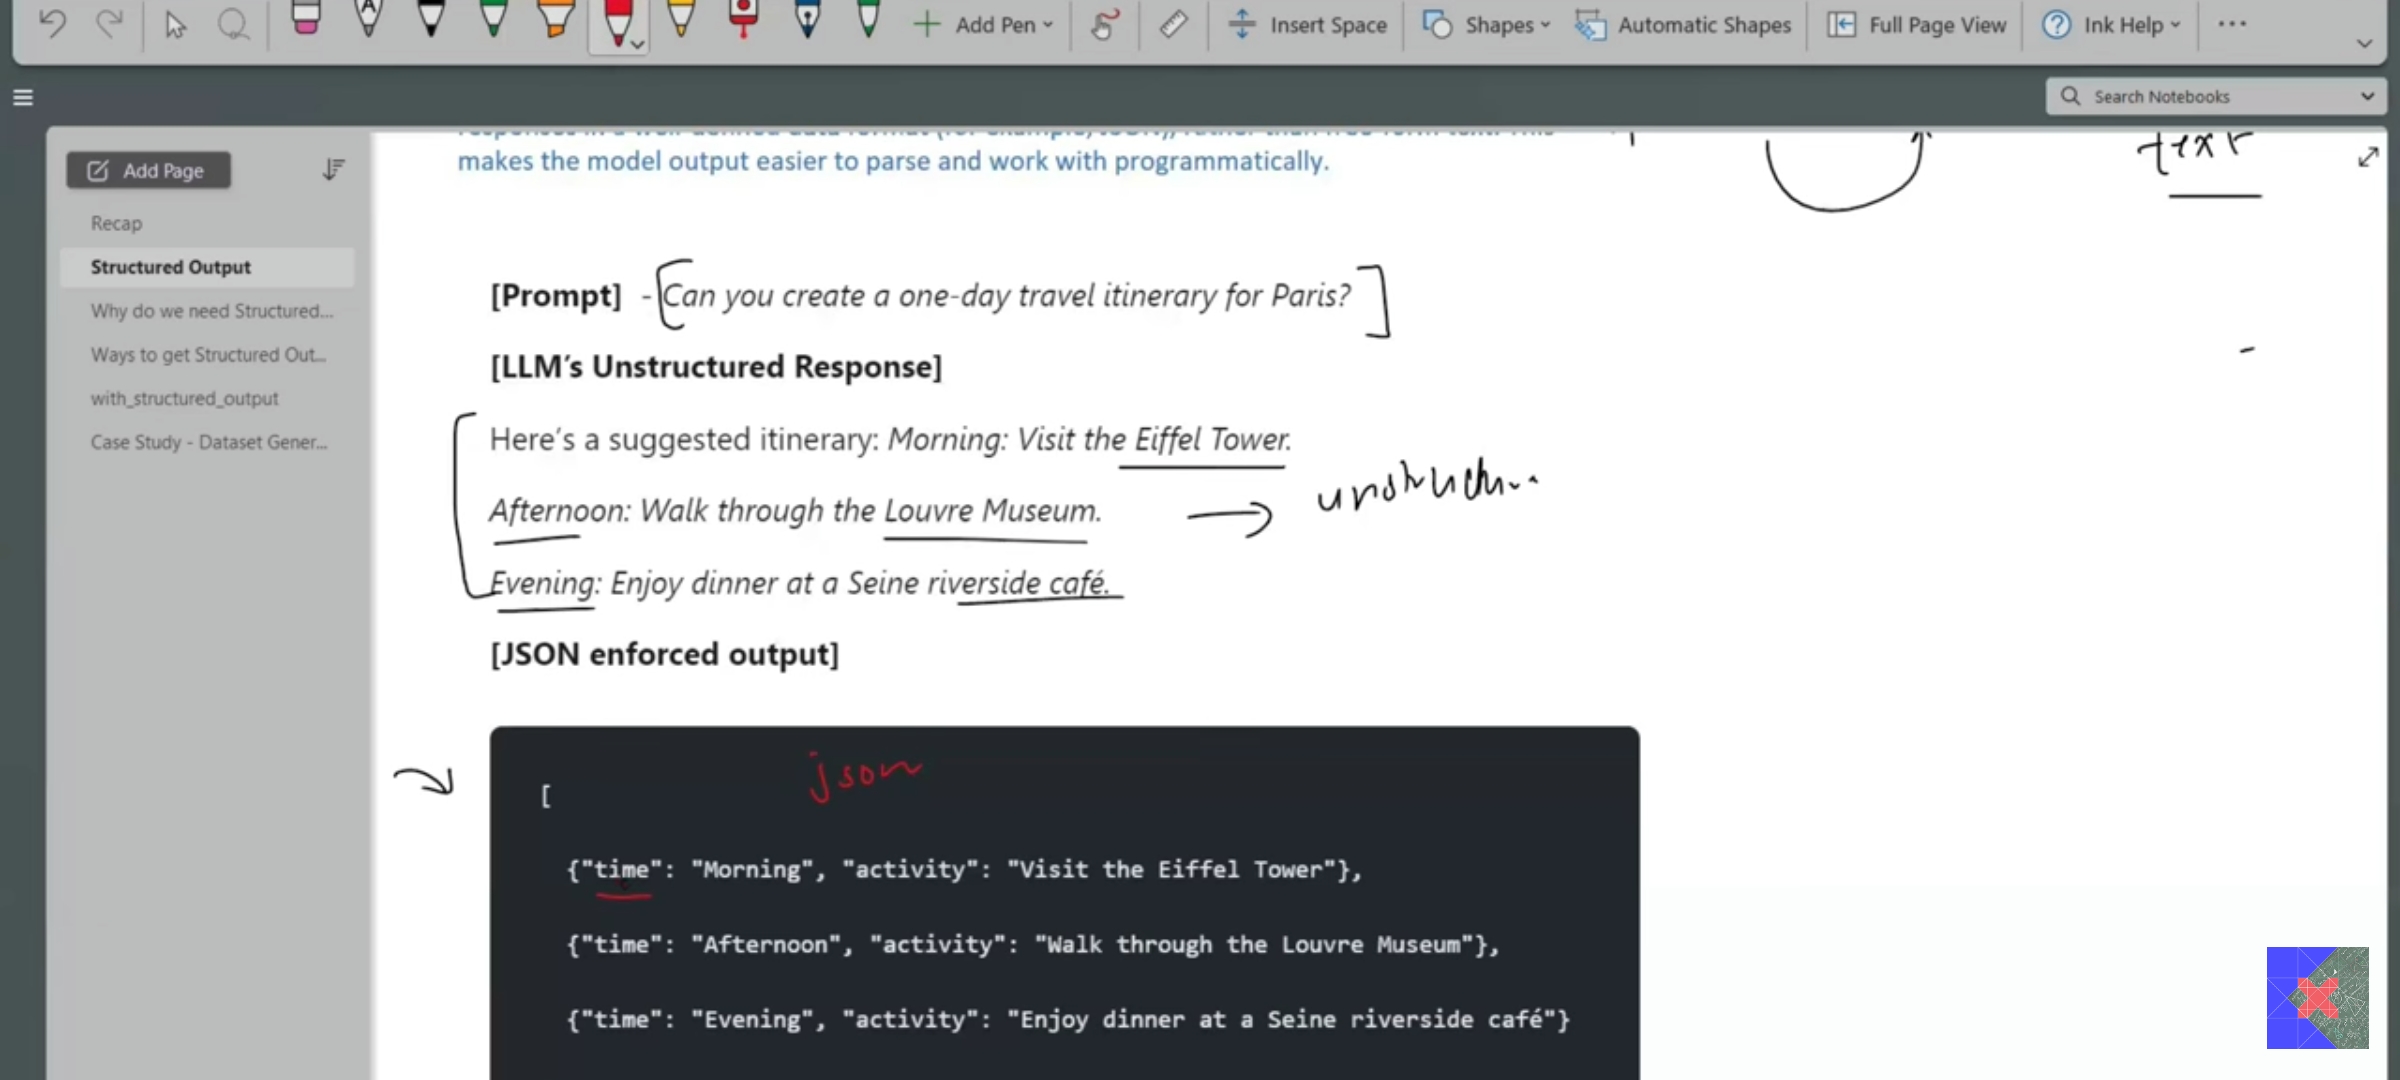 Add Pen
Insert Space
Shapes
Automatic Shapes
Full Page View
Ink Help
Search Notebooks
Add Page
Recap
Structured Output
Why do we need Structured...
Ways to get Structured Out...
with_structured_output
Case Study - Dataset Gener...
makes the model output easier to parse and work with programmatically.
text
[Prompt] - Can you create a one-day travel itinerary for Paris?
[LLM’s Unstructured Response]
Here’s a suggested itinerary: Morning: Visit the Eiffel Tower.
Afternoon: Walk through the Louvre Museum.
Evening: Enjoy dinner at a Seine riverside café.
[JSON enforced output]
json
[
{"time": "Morning", "activity": "Visit the Eiffel Tower"},
{"time": "Afternoon", "activity": "Walk through the Louvre Museum"},
{"time": "Evening", "activity": "Enjoy dinner at a Seine riverside café"}